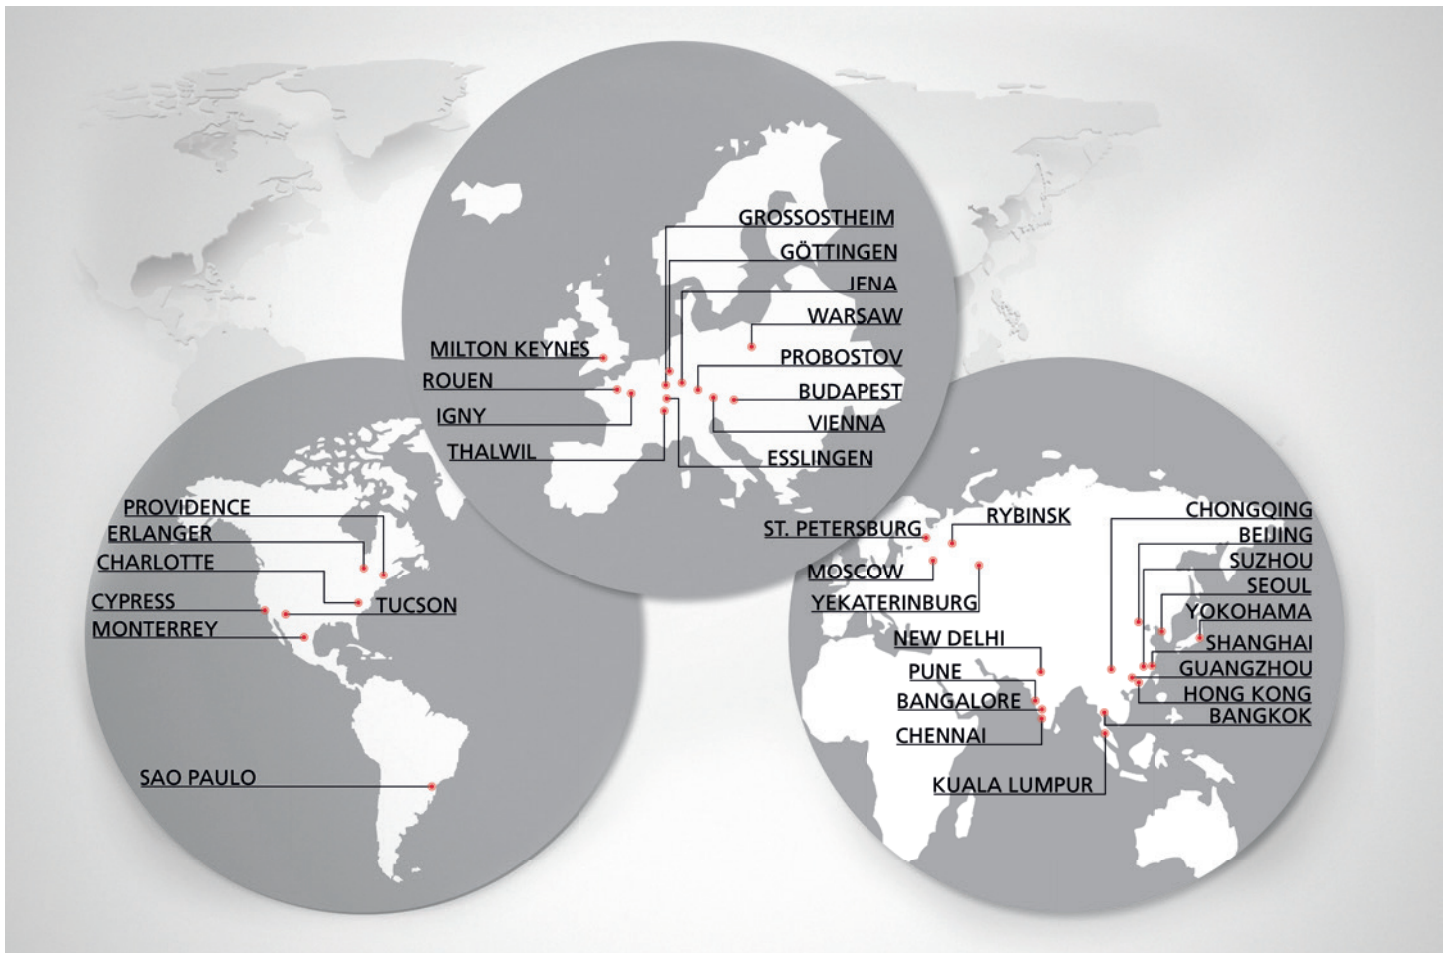 GROSSOSTHEIM
GÖTTINGEN
JENA
WARSAW
MILTON KEYNES
PROBOSTOV
ROUEN
BUDAPEST
IGNY
VIENNA
THALWIL
ESSLINGEN
PROVIDENCE
ERLANGER
CHARLOTTE
CYPRESS
TUCSON
MONTERREY
SAO PAULO
ST. PETERSBURG
RYBINSK
MOSCOW
YEKATERINBURG
NEW DELHI
PUNE
BANGALORE
CHENNAI
KUALA LUMPUR
CHONGQING
BEIJING
SUZHOU
SEOUL
YOKOHAMA
SHANGHAI
GUANGZHOU
HONG KONG
BANGKOK